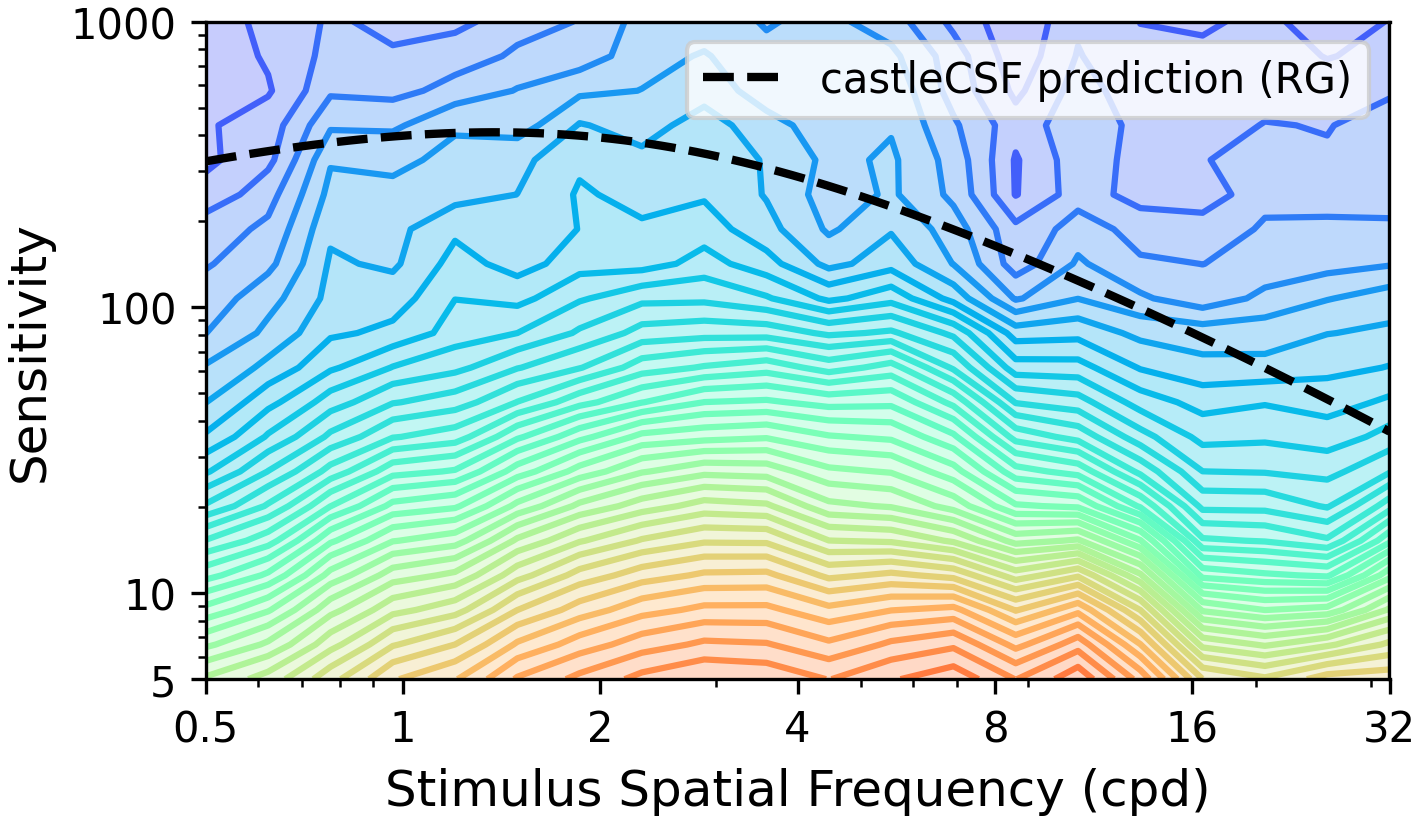 1000
100
10
5
Sensitivity
castleCSF prediction (RG)
0.5 1 2 4 8 16 32
Stimulus Spatial Frequency (cpd)